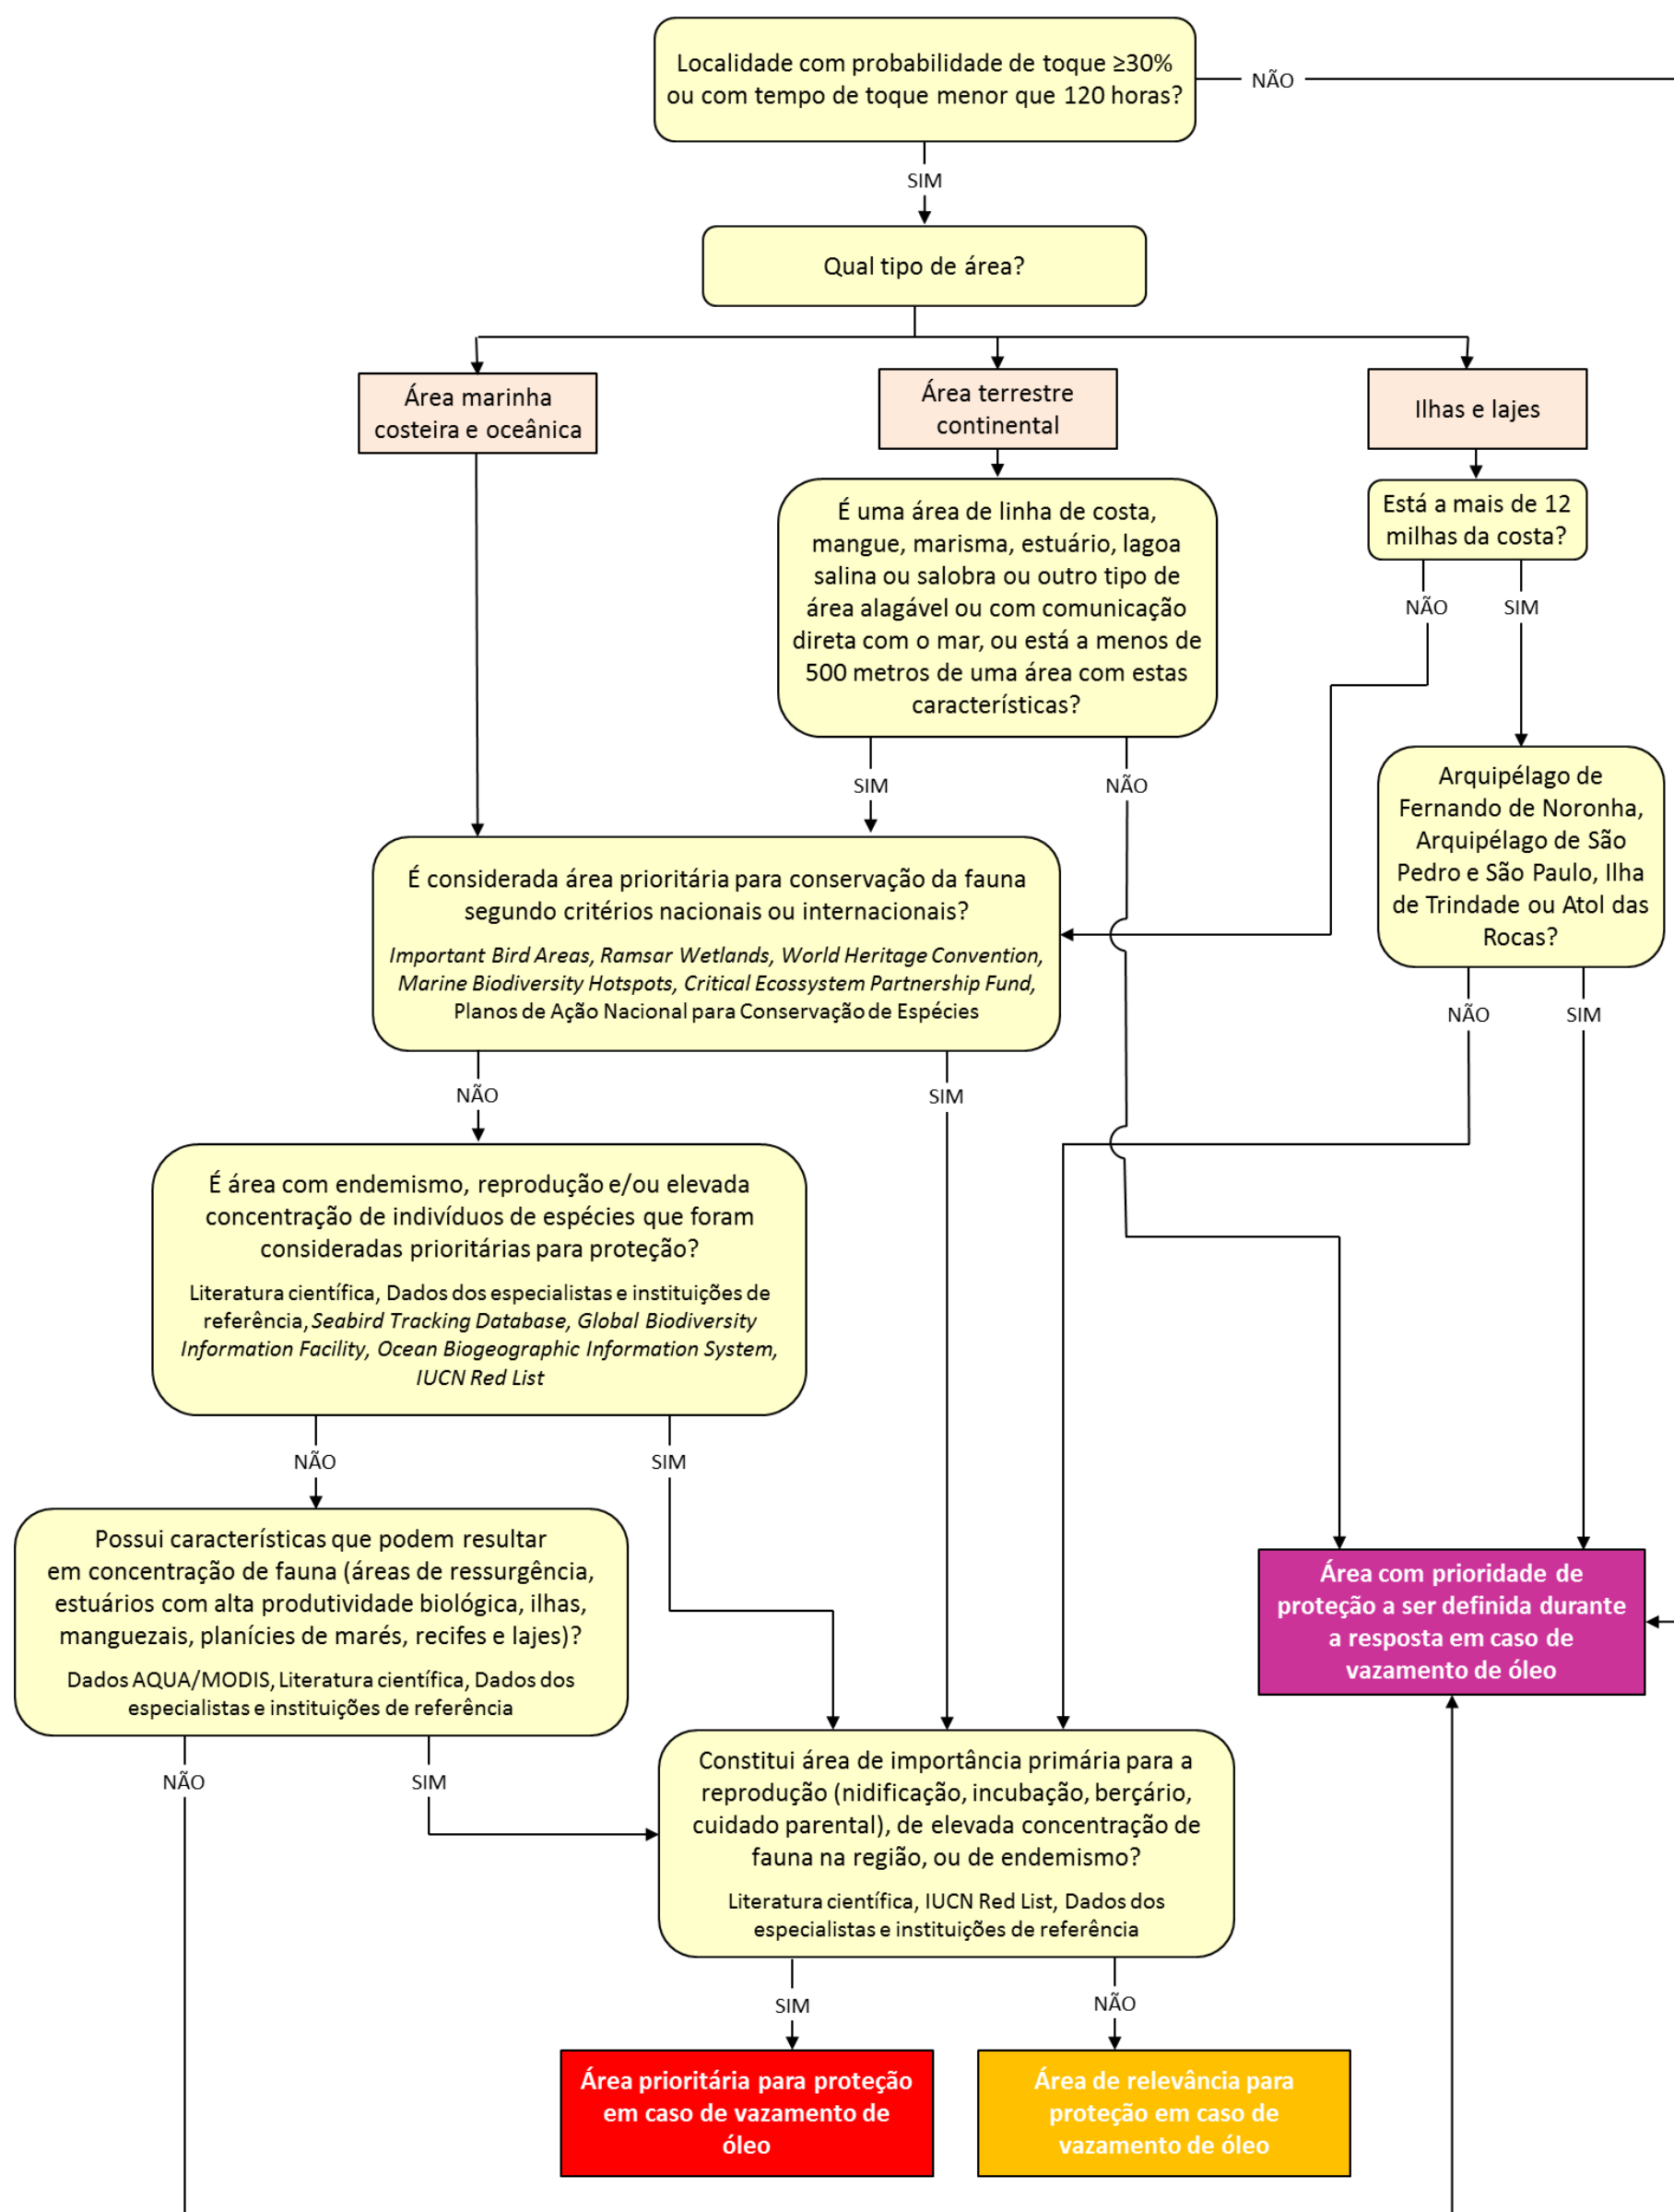 Localidade com probabilidade de toque ≥30%
ou com tempo de toque menor que 120 horas?
NÃO
SIM
Qual tipo de área?
Área marinha
costeira e oceânica
Área terrestre
continental
Ilhas e lajes
É uma área de linha de costa,
mangue, marisma, estuário, lagoa
salina ou salobra ou outro tipo de
área alagável ou com comunicação
direta com o mar, ou está a menos de
500 metros de uma área com estas
características?
Está a mais de 12
milhas da costa?
NÃO
SIM
SIM
NÃO
Arquipélago de
Fernando de Noronha,
Arquipélago de São
Pedro e São Paulo, Ilha
de Trindade ou Atol das
Rocas?
NÃO
SIM
É considerada área prioritária para conservação da fauna
segundo critérios nacionais ou internacionais?
Important Bird Areas, Ramsar Wetlands, World Heritage Convention,
Marine Biodiversity Hotspots, Critical Ecosystem Partnership Fund,
Planos de Ação Nacional para Conservação de Espécies
NÃO
SIM
É área com endemismo, reprodução e/ou elevada
concentração de indivíduos de espécies que foram
consideradas prioritárias para proteção?
Literatura científica, Dados dos especialistas e instituições de
referência, Seabird Tracking Database, Global Biodiversity
Information Facility, Ocean Biogeographic Information System,
IUCN Red List
NÃO
SIM
Possui características que podem resultar
em concentração de fauna (áreas de ressurgência,
estuários com alta produtividade biológica, ilhas,
manguezais, planícies de marés, recifes e lajes)?
Dados AQUA/MODIS, Literatura científica, Dados dos
especialistas e instituições de referência
NÃO
SIM
Área com prioridade de
proteção a ser definida durante
a resposta em caso de
vazamento de óleo
Constitui área de importância primária para a
reprodução (nidificação, incubação, berçário,
cuidado parental), de elevada concentração de
fauna na região, ou de endemismo?
Literatura científica, IUCN Red List, Dados dos
especialistas e instituições de referência
SIM
NÃO
Área prioritária para proteção
em caso de vazamento de
óleo
Área de relevância para
proteção em caso de
vazamento de óleo